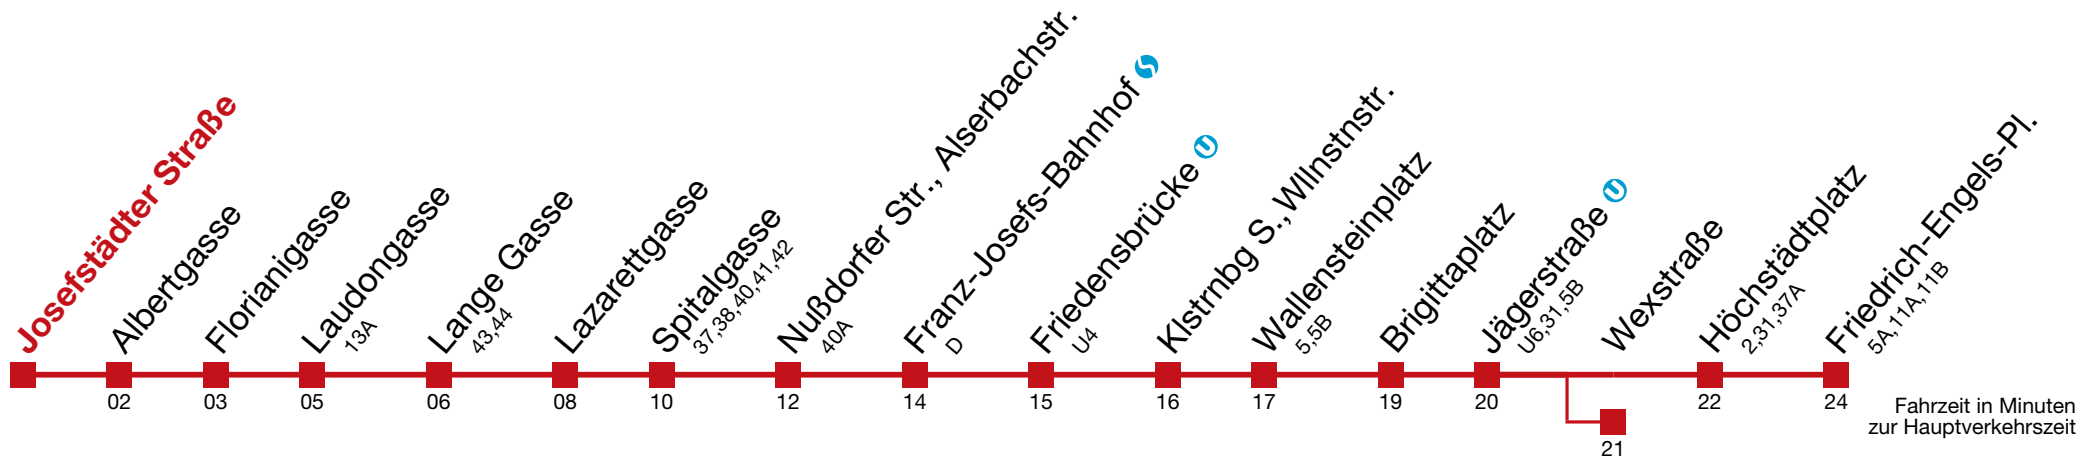 Josefstädter Straße
Albertgasse
Florianigasse
Laudongasse
13A
Lange Gasse
43,44
Lazarettgasse
Spitalgasse
37,38,40,41,42
Nußdorfer Str., Alserbachstr.
40A
Franz-Josefs-Bahnhof S
D
Friedensbrücke U
U4
Klstrnbg S., Wllnstnstr.
Wallensteinplatz
5,5B
Brigittaplatz
Jägerstraße U
U6,31,5B
Wexstraße
Höchstädtplatz
2,31,37A
Friedrich-Engels-Pl.
5A,11A,11B
02 03 05 06 08 10 12 14 15 16 17 19 20 22 24
21
Fahrzeit in Minuten
zur Hauptverkehrszeit